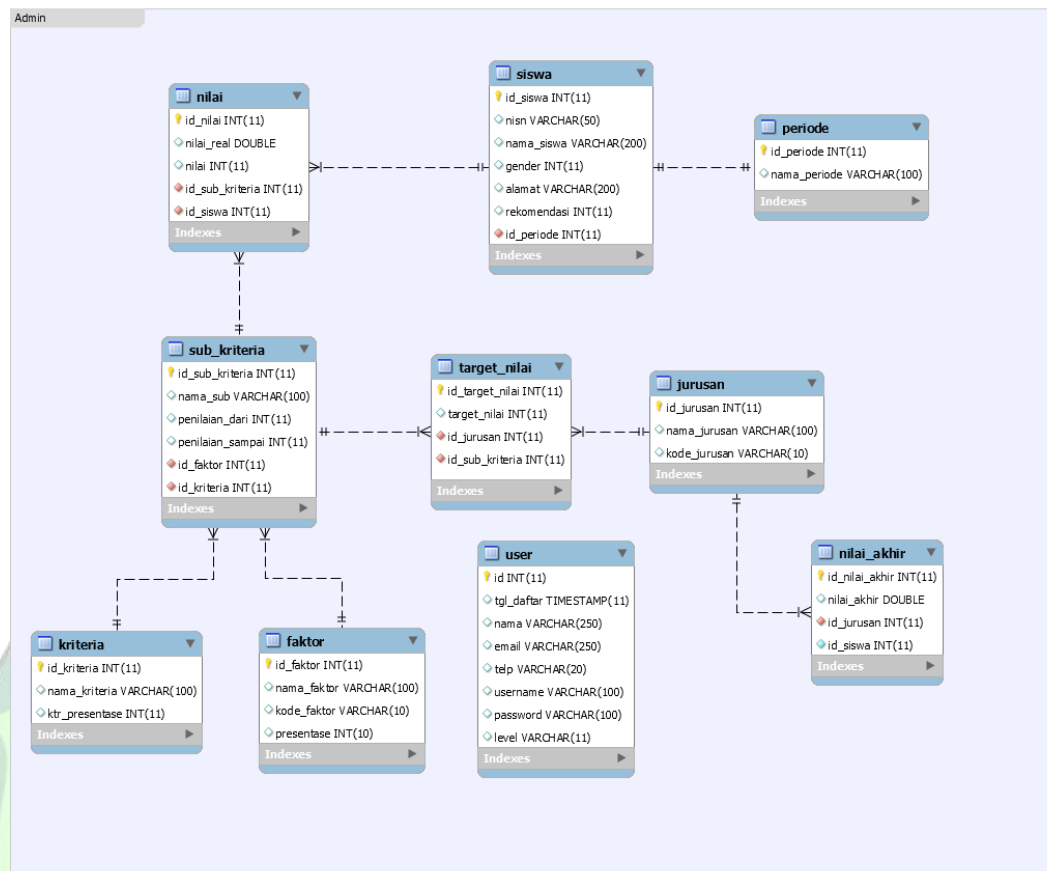 Admin
nilai
id_nilai INT(11)
nilai_real DOUBLE
nilai INT(11)
id_sub_kriteria INT(11)
id_siswa INT(11)
Indexes
siswa
id_siswa INT(11)
nisn VARCHAR(50)
nama_siswa VARCHAR(200)
gender INT(11)
alamat VARCHAR(200)
rekomendasi INT(11)
id_periode INT(11)
Indexes
periode
id_periode INT(11)
nama_periode VARCHAR(100)
Indexes
sub_kriteria
id_sub_kriteria INT(11)
nama_sub VARCHAR(100)
penilaian_dari INT(11)
penilaian_sampai INT(11)
id_faktor INT(11)
id_kriteria INT(11)
Indexes
target_nilai
id_target_nilai INT(11)
target_nilai INT(11)
id_jurusan INT(11)
id_sub_kriteria INT(11)
Indexes
jurusan
id_jurusan INT(11)
nama_jurusan VARCHAR(100)
kode_jurusan VARCHAR(10)
Indexes
user
id INT(11)
tgl_daftar TIMESTAMP(11)
nama VARCHAR(250)
email VARCHAR(250)
telp VARCHAR(20)
username VARCHAR(100)
password VARCHAR(100)
level VARCHAR(11)
Indexes
nilai_akhir
id_nilai_akhir INT(11)
nilai_akhir DOUBLE
id_jurusan INT(11)
id_siswa INT(11)
Indexes
kriteria
id_kriteria INT(11)
nama_kriteria VARCHAR(100)
ktr_presentase INT(11)
Indexes
faktor
id_faktor INT(11)
nama_faktor VARCHAR(100)
kode_faktor VARCHAR(10)
presentase INT(10)
Indexes